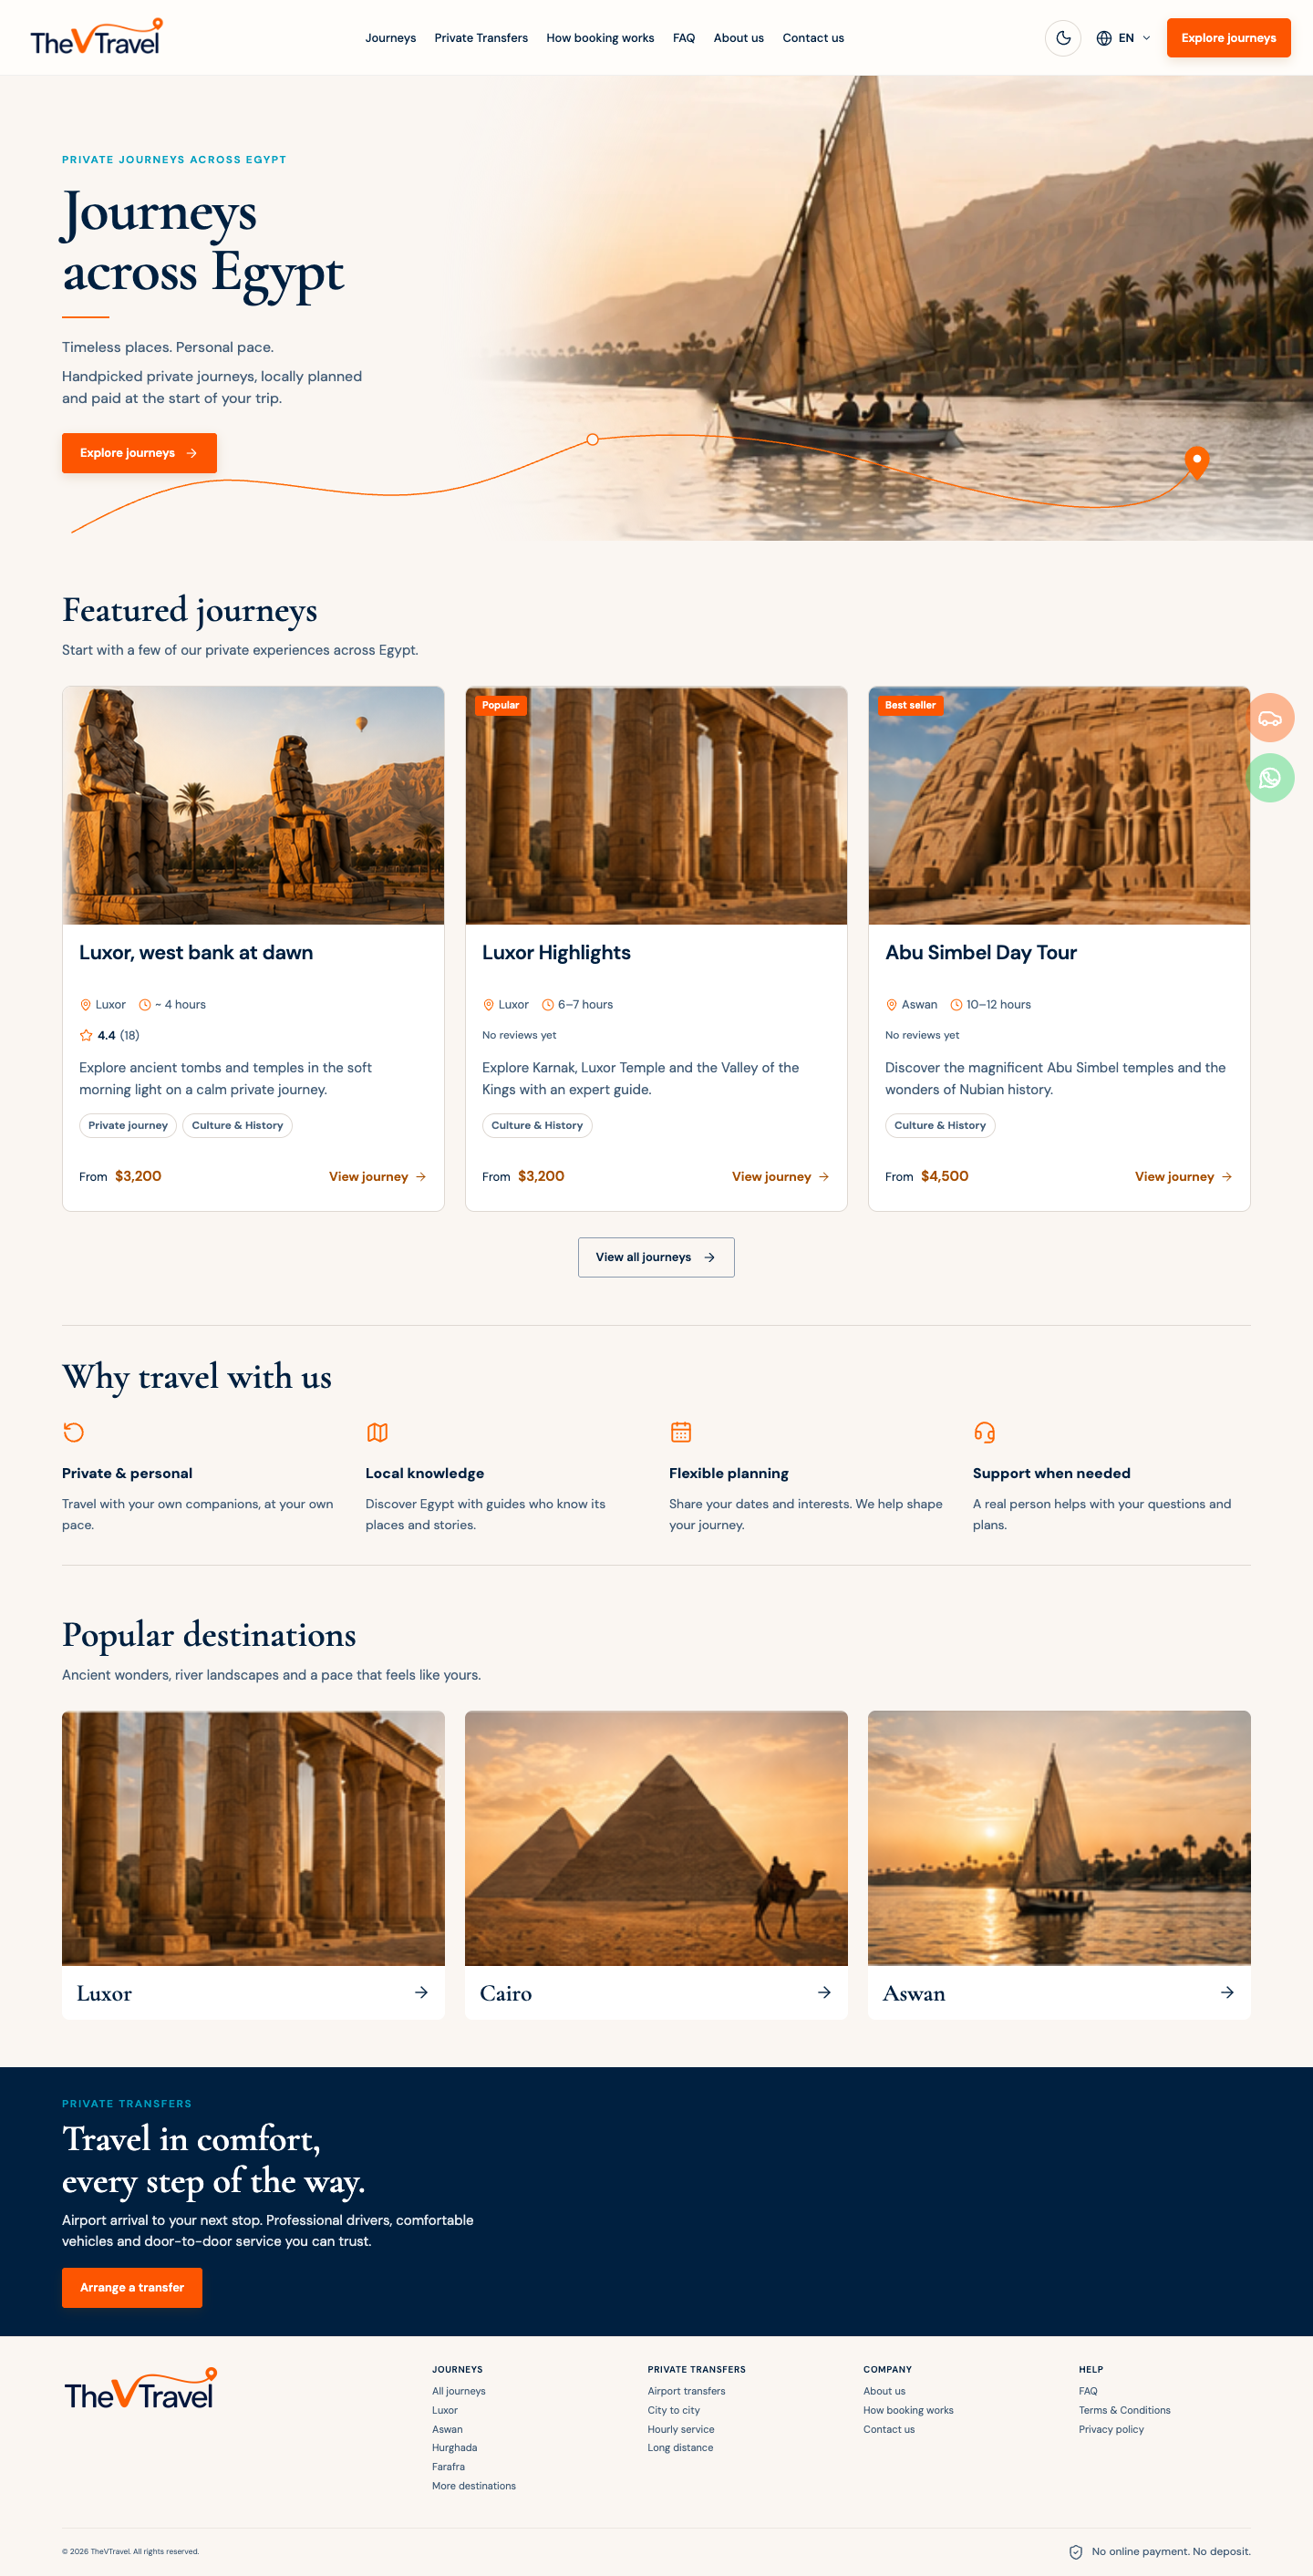 TheVTravel
Journeys
Private Transfers
How booking works
FAQ
About us
Contact us
EN
Explore journeys
PRIVATE JOURNEYS ACROSS EGYPT
Journeys
across Egypt
Timeless places. Personal pace.
Handpicked private journeys, locally planned
and paid at the start of your trip.
Explore journeys
Featured journeys
Start with a few of our private experiences across Egypt.
Luxor, west bank at dawn
Luxor
~ 4 hours
4.4 (18)
Explore ancient tombs and temples in the soft
morning light on a calm private journey.
Private journey
Culture & History
From $3,200
View journey
Popular
Luxor Highlights
Luxor
6–7 hours
No reviews yet
Explore Karnak, Luxor Temple and the Valley of the
Kings with an expert guide.
Culture & History
From $3,200
View journey
Best seller
Abu Simbel Day Tour
Aswan
10–12 hours
No reviews yet
Discover the magnificent Abu Simbel temples and the
wonders of Nubian history.
Culture & History
From $4,500
View journey
View all journeys
Why travel with us
Private & personal
Travel with your own companions, at your own
pace.
Local knowledge
Discover Egypt with guides who know its
places and stories.
Flexible planning
Share your dates and interests. We help shape
your journey.
Support when needed
A real person helps with your questions and
plans.
Popular destinations
Ancient wonders, river landscapes and a pace that feels like yours.
Luxor
Cairo
Aswan
PRIVATE TRANSFERS
Travel in comfort,
every step of the way.
Airport arrival to your next stop. Professional drivers, comfortable
vehicles and door-to-door service you can trust.
Arrange a transfer
TheVTravel
JOURNEYS
All journeys
Luxor
Aswan
Hurghada
Farafra
More destinations
PRIVATE TRANSFERS
Airport transfers
City to city
Hourly service
Long distance
COMPANY
About us
How booking works
Contact us
HELP
FAQ
Terms & Conditions
Privacy policy
© 2026 TheVTravel. All rights reserved.
No online payment. No deposit.